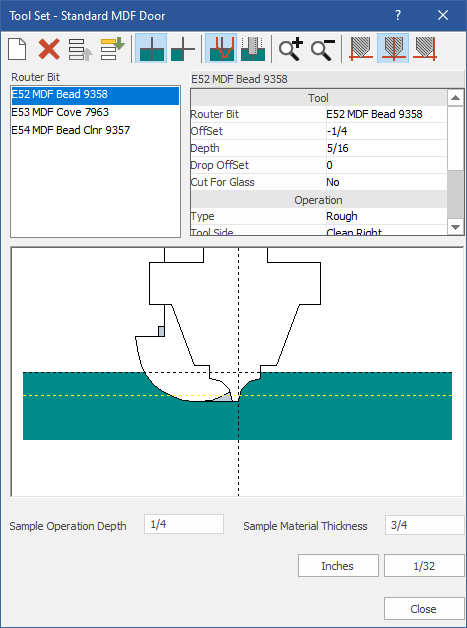 Tool Set - Standard MDF Door
?
Router Bit
E52 MDF Bead 9358
E52 MDF Bead 9358
E53 MDF Cove 7963
E54 MDF Bead Clnr 9357
Tool
Router Bit E52 MDF Bead 9358
OffSet -1/4
Depth 5/16
Drop OffSet 0
Cut For Glass No
Operation
Type Rough
Tool Side Clean Right
Sample Operation Depth 1/4 Sample Material Thickness 3/4
Inches 1/32
Close